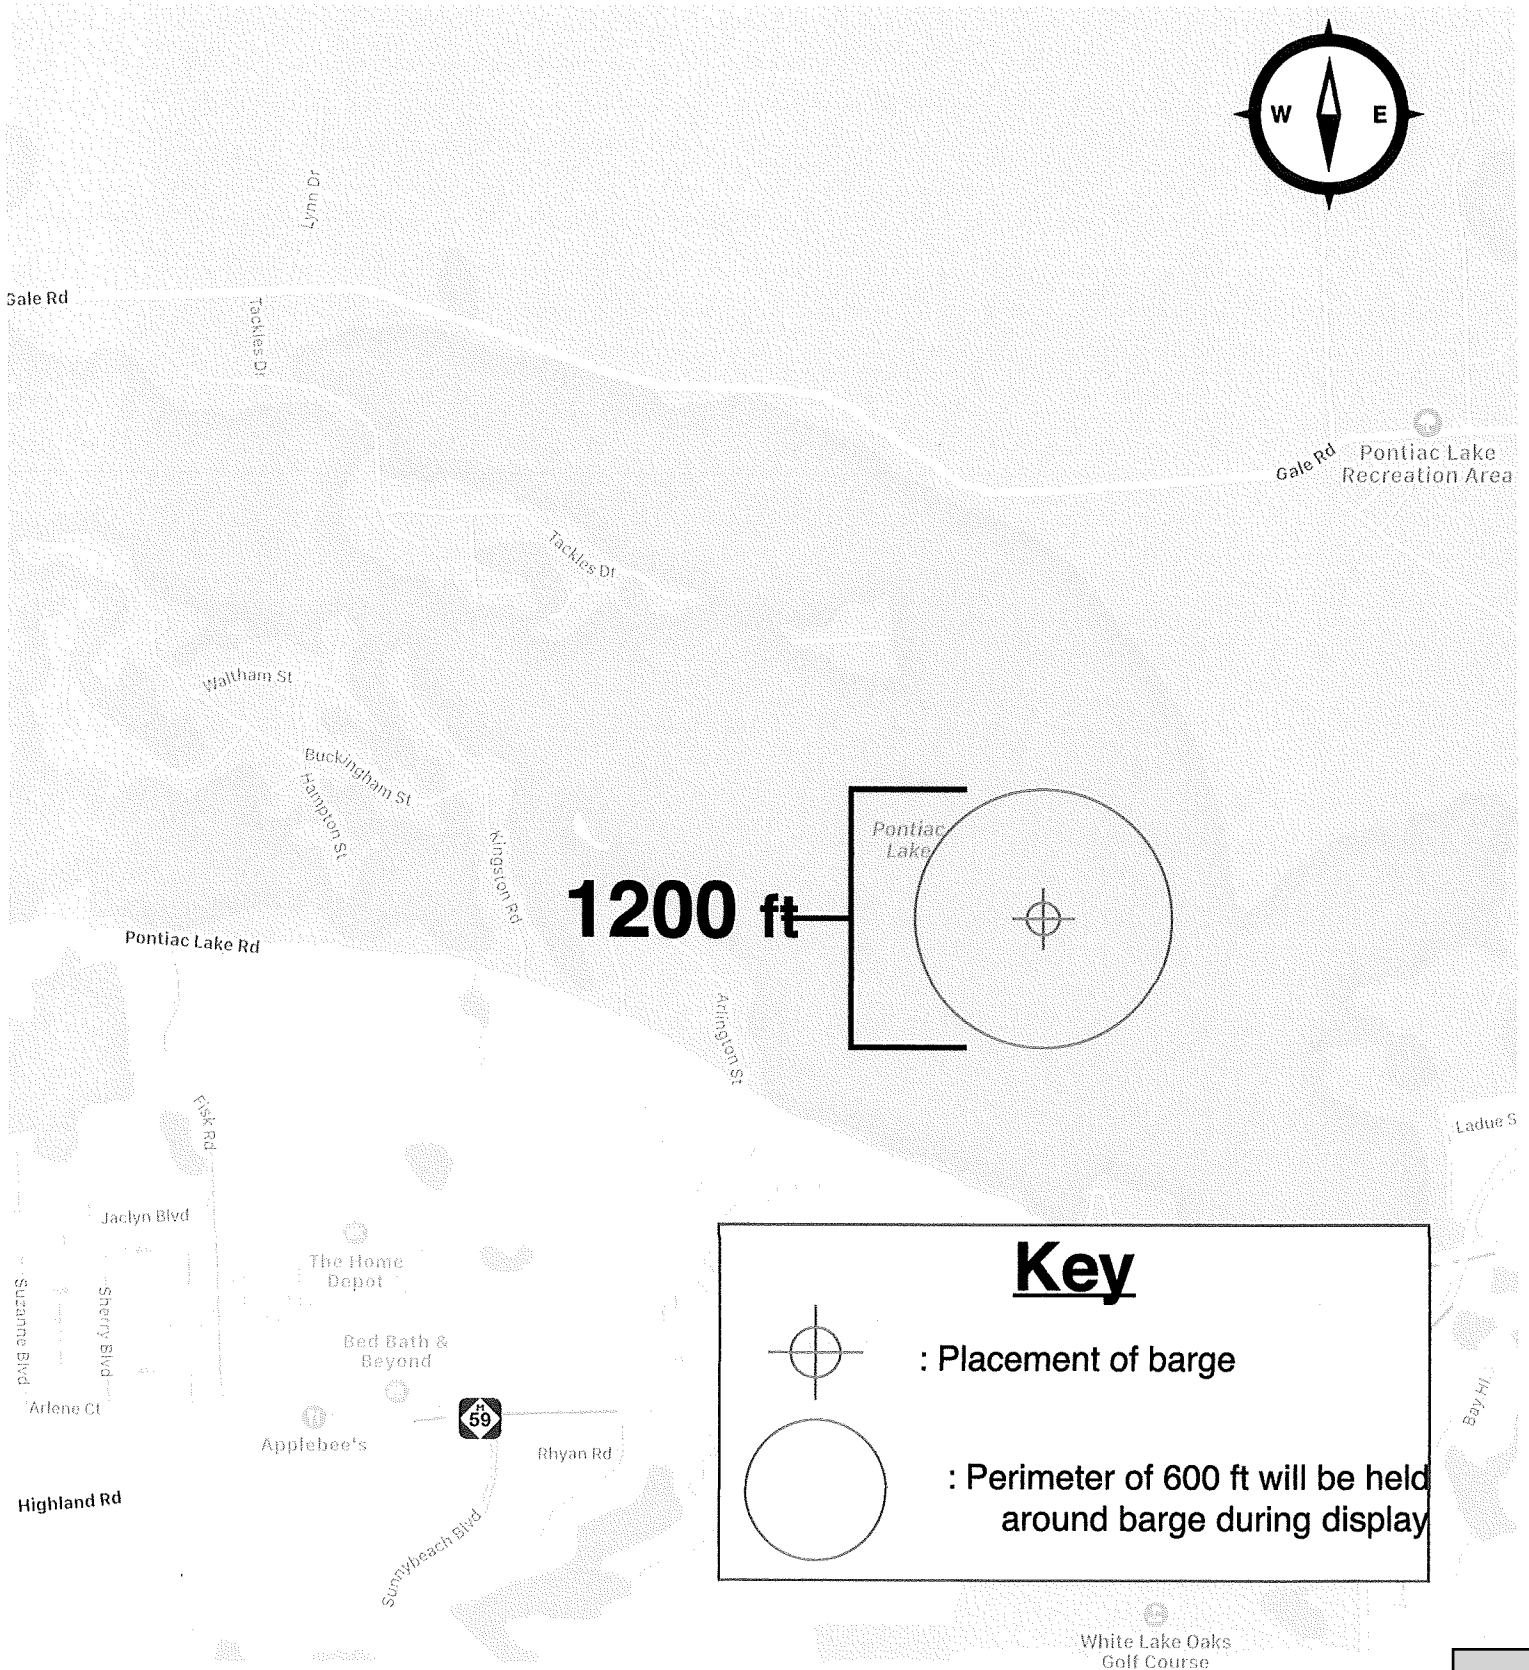 W E
Lynn Dr
Gale Rd
Tackles Dr
Gale Rd
Pontiac Lake
Recreation Area
Tackles Dr
Waltham St
Buckingham St
Hampton St
Kingston Rd
Pontiac
Lake
1200 ft
Pontiac Lake Rd
Arlington St
Fisk Rd
Ladue S
Jaclyn Blvd
The Home
Depot
Suzanne Blvd
Sherry Blvd
Bed Bath &
Beyond
Arlene Ct
M
59
Applebee's
Rhyan Rd
Highland Rd
Sunnybeach Blvd
Key
: Placement of barge
: Perimeter of 600 ft will be held
around barge during display
White Lake Oaks
Golf Course